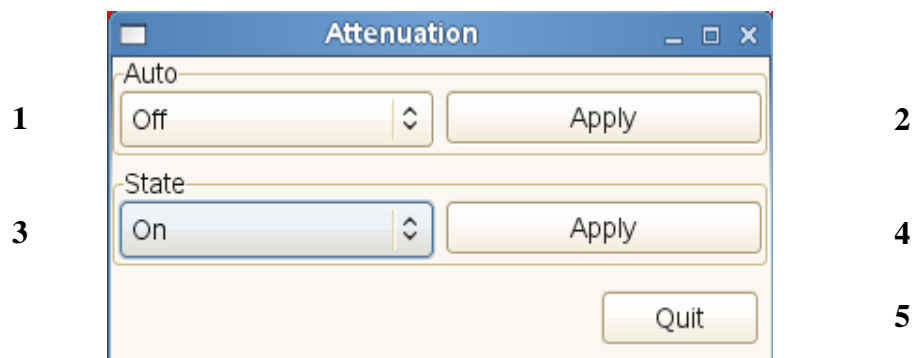 Attenuation
Auto
1 Off Apply 2
State
3 On Apply 4
Quit 5